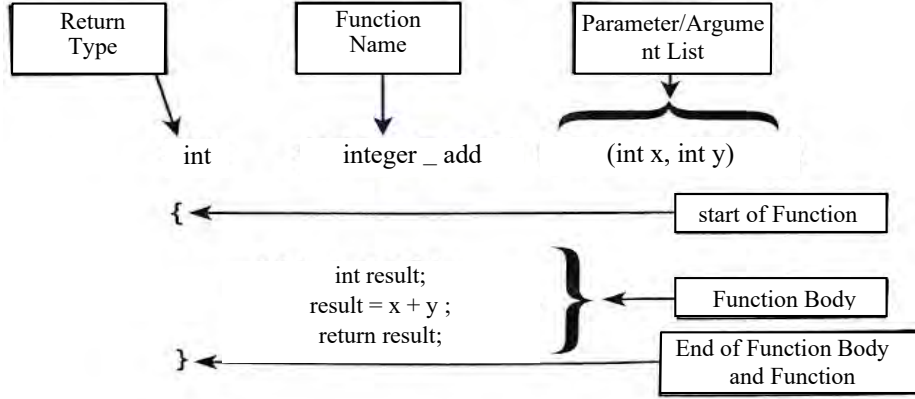 Return
Type
Function
Name
Parameter/Argume
nt List
int
integer _ add
(int x, int y)
{
start of Function
int result;
result = x + y ;
return result;
Function Body
}
End of Function Body
and Function